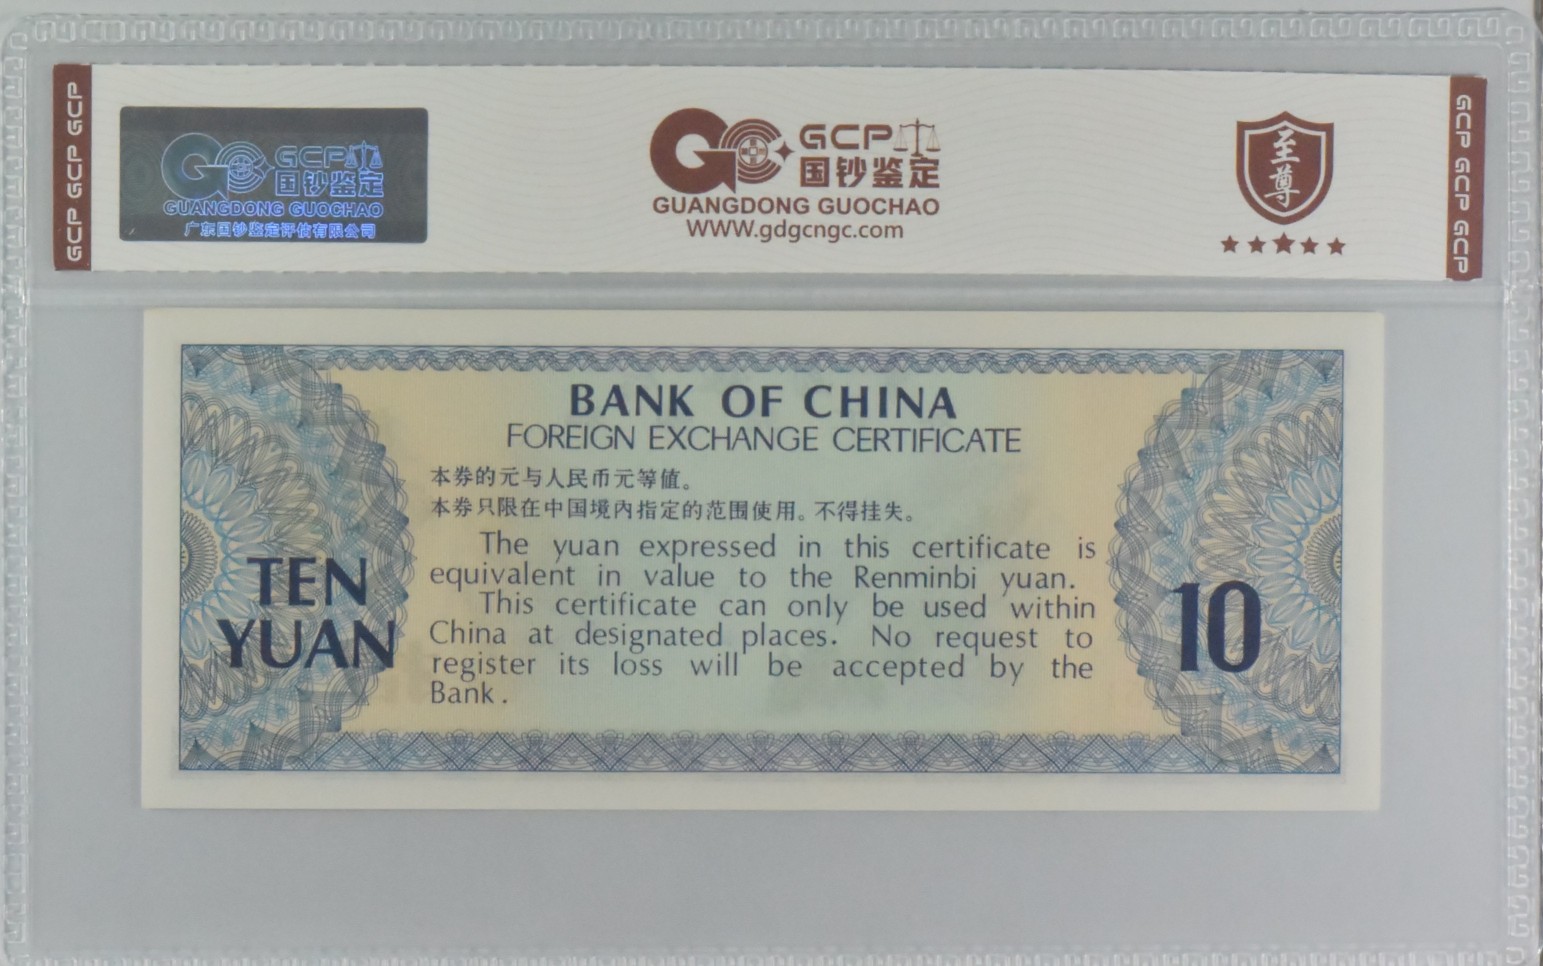 GCP GCP GCP
GCP
国钞鉴定
GUANGDONG GUOCHAO
广东国钞鉴定评估有限公司
GCP
国钞鉴定
GUANGDONG GUOCHAO
WWW.gdgcngc.com
至尊
GCP GCP GCP
BANK OF CHINA
FOREIGN EXCHANGE CERTIFICATE
本券的元与人民币元等值。
本券只限在中国境内指定的范围使用。不得挂失。
The yuan expressed in this certificate is
equivalent in value to the Renminbi yuan.
This certificate can only be used within
China at designated places. No request to
register its loss will be accepted by the
Bank.
TEN
YUAN
10